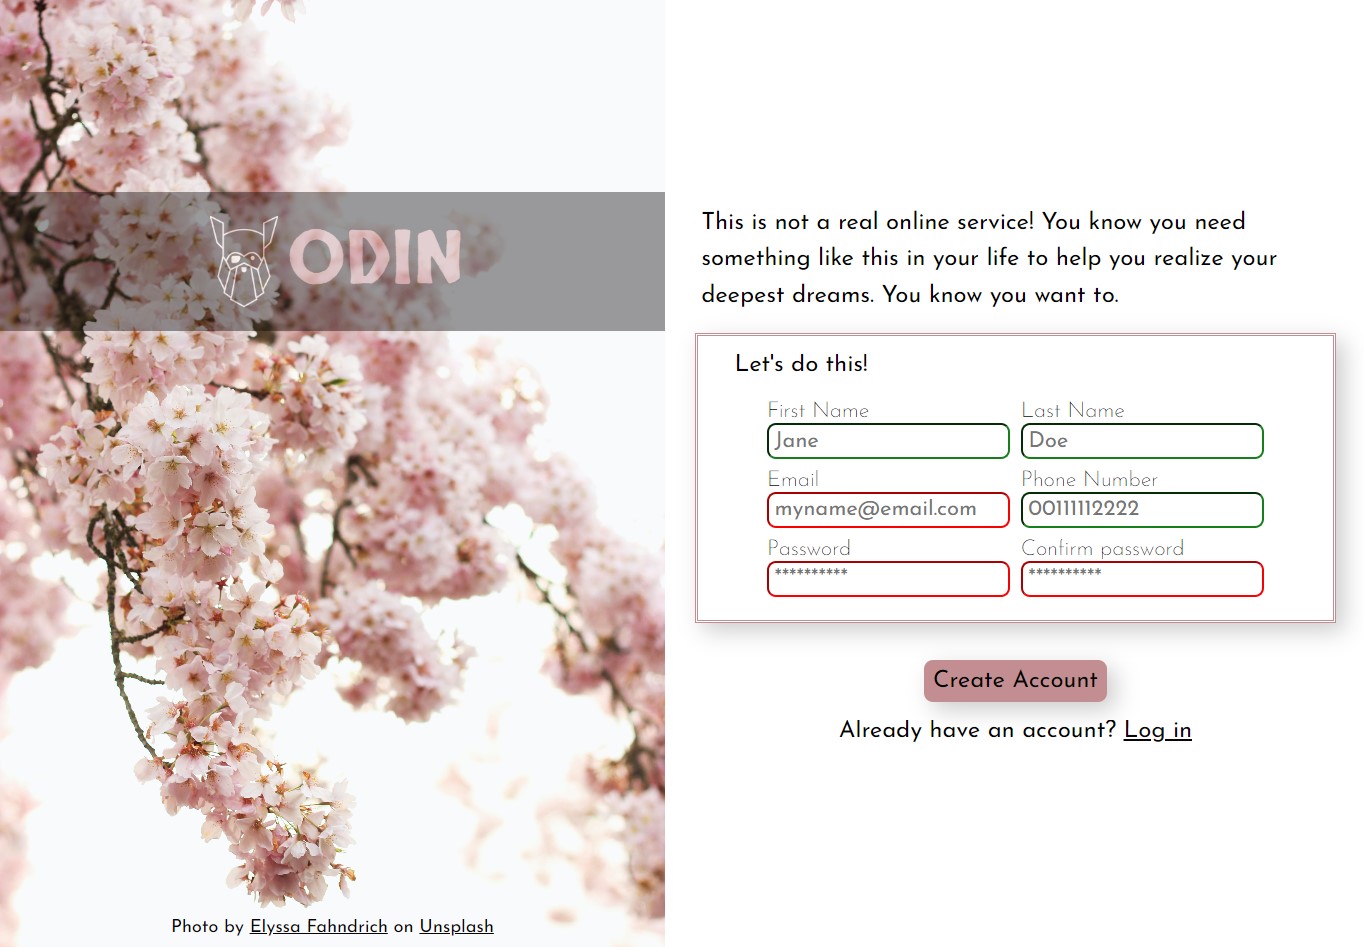 ODIN
Photo by Elyssa Fahndrich on Unsplash
This is not a real online service! You know you need
something like this in your life to help you realize your
deepest dreams. You know you want to.
Let's do this!
First Name Last Name
Jane Doe
Email Phone Number
myname@email.com 00111112222
Password Confirm password
********** **********
Create Account
Already have an account? Log in